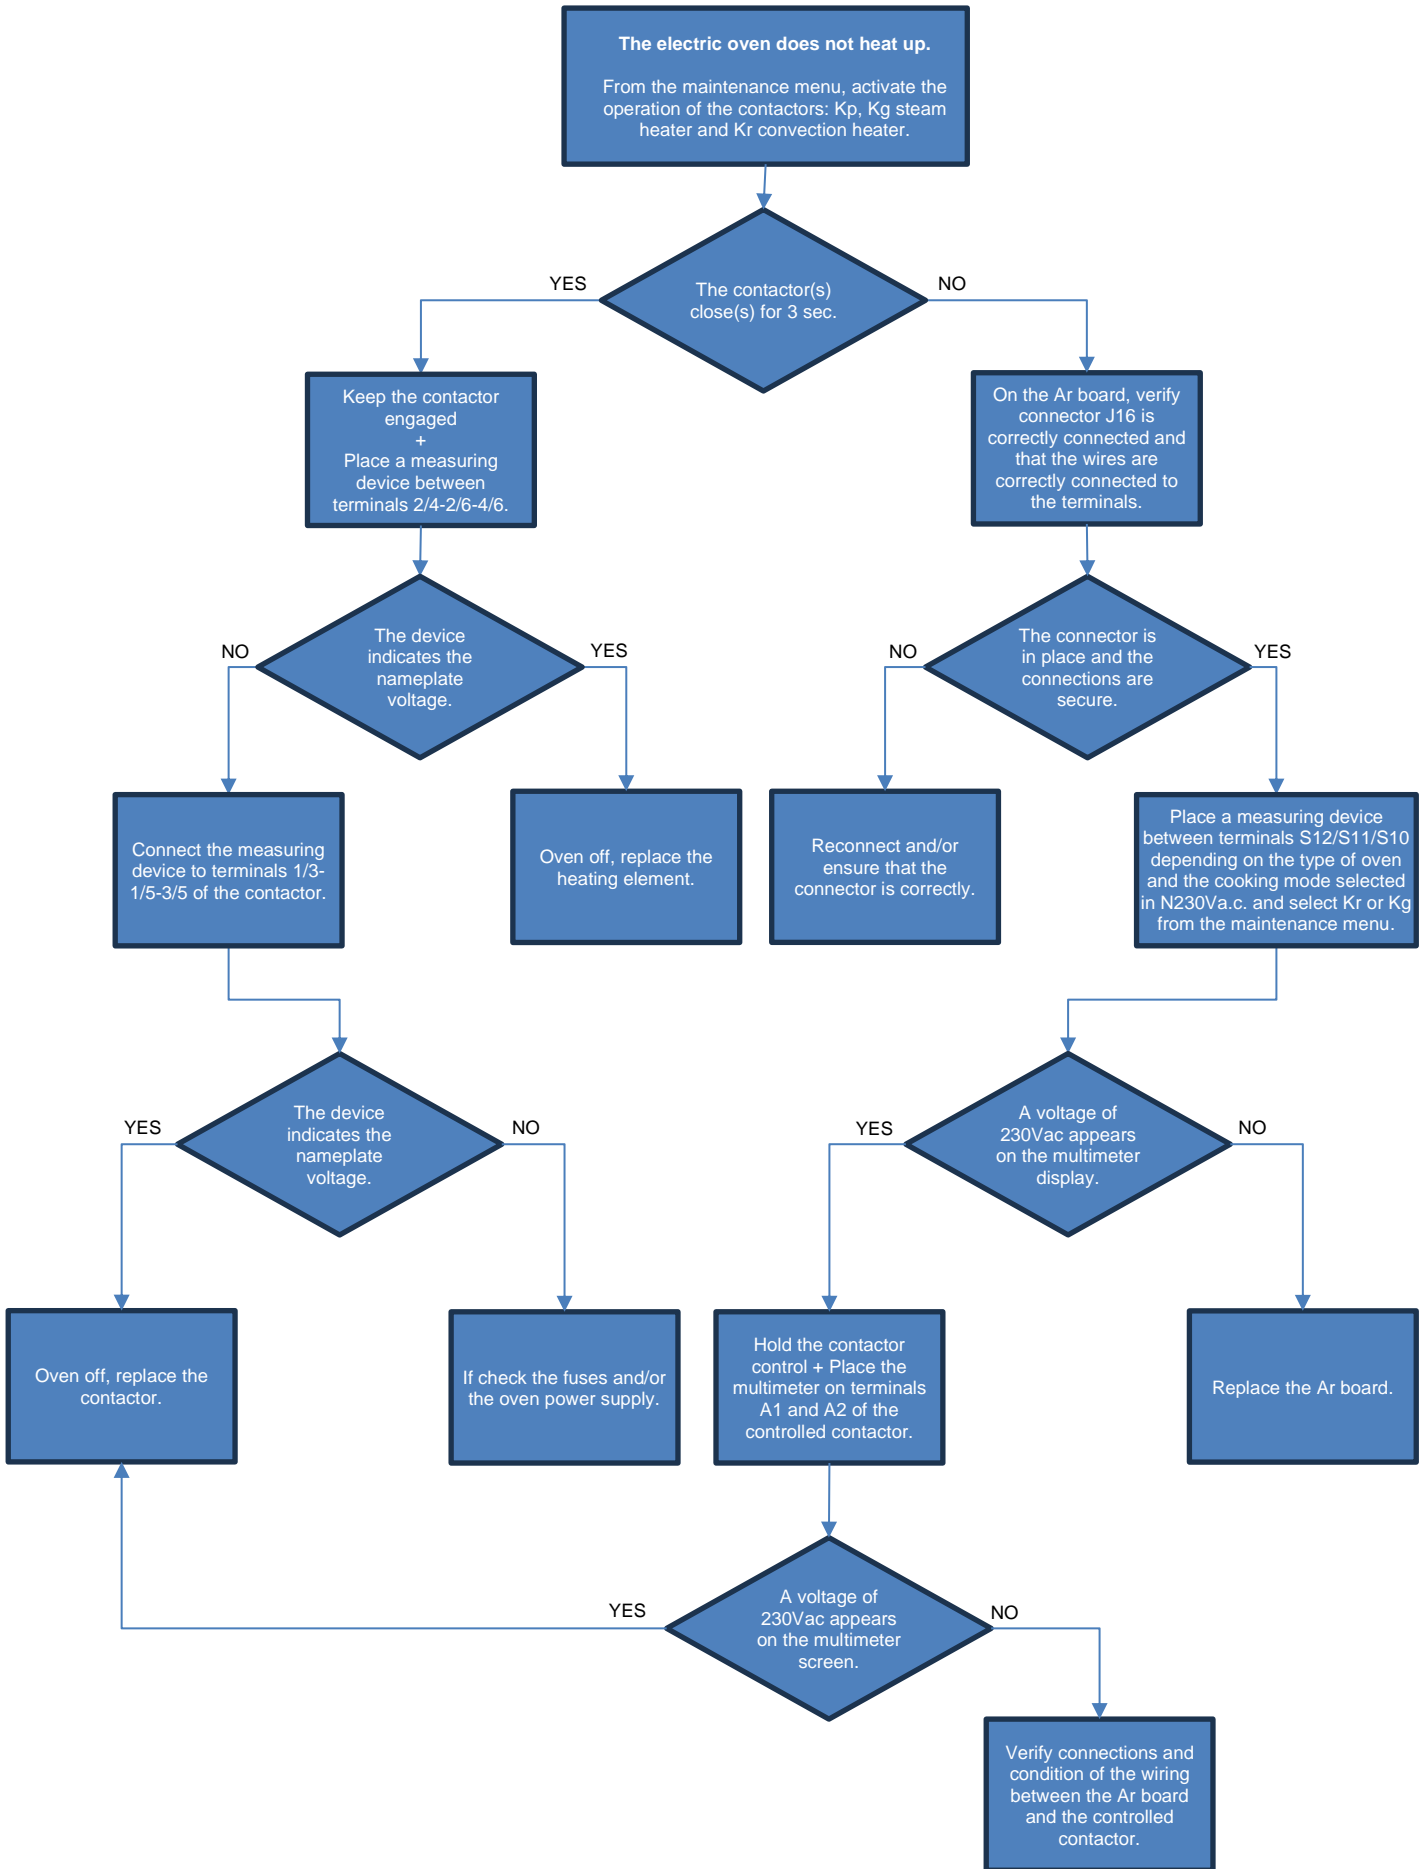 The electric oven does not heat up.
From the maintenance menu, activate the
operation of the contactors: Kp, Kg steam
heater and Kr convection heater.
YES
The contactor(s)
close(s) for 3 sec.
NO
Keep the contactor
engaged
+
Place a measuring
device between
terminals 2/4-2/6-4/6.
On the Ar board, verify
connector J16 is
correctly connected and
that the wires are
correctly connected to
the terminals.
NO
The device
indicates the
nameplate
voltage.
YES
NO
The connector is
in place and the
connections are
secure.
YES
Connect the measuring
device to terminals 1/3-
1/5-3/5 of the contactor.
Oven off, replace the
heating element.
Reconnect and/or
ensure that the
connector is correctly.
Place a measuring device
between terminals S12/S11/S10
depending on the type of oven
and the cooking mode selected
in N230Va.c. and select Kr or Kg
from the maintenance menu.
YES
The device
indicates the
nameplate
voltage.
NO
YES
A voltage of
230Vac appears
on the multimeter
display.
NO
Oven off, replace the
contactor.
If check the fuses and/or
the oven power supply.
Hold the contactor
control + Place the
multimeter on terminals
A1 and A2 of the
controlled contactor.
Replace the Ar board.
YES
A voltage of
230Vac appears
on the multimeter
screen.
NO
Verify connections and
condition of the wiring
between the Ar board
and the controlled
contactor.